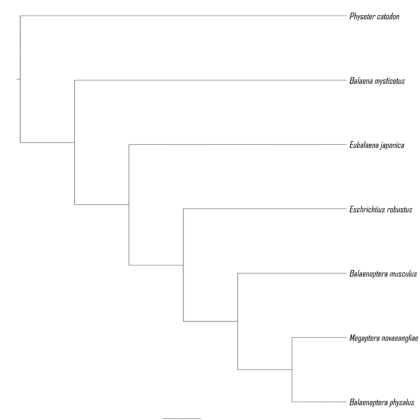 Physeter catodon
Balaena mysticetus
Eubalaena japonica
Eschrichtius robustus
Balaenoptera musculus
Megaptera novaeangliae
Balaenoptera physalus